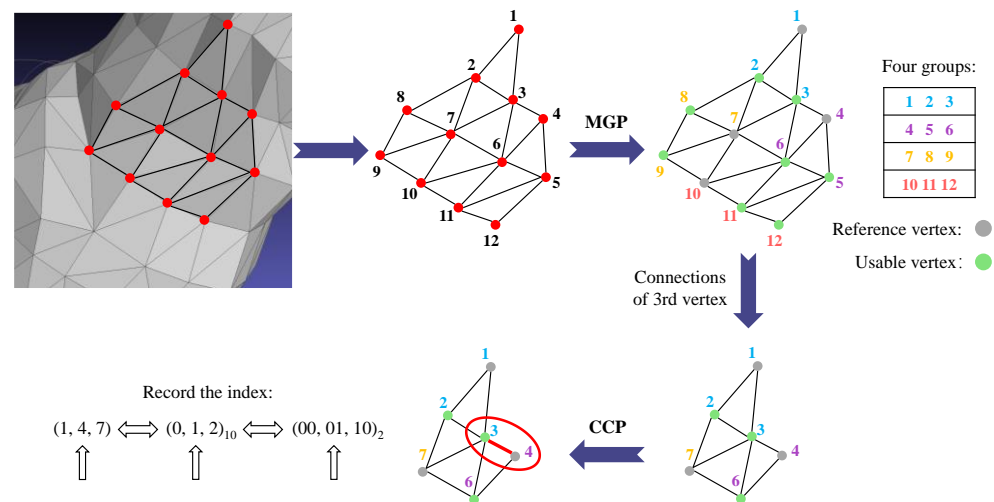 1
2
3
8
4
7
6
9
5
10
11
12
MGP
1
2
3
8
4
7
6
9
5
10
11
12
Four groups:
1 2 3
4 5 6
7 8 9
10 11 12
Reference vertex:
Usable vertex:
Connections
of 3rd vertex
1
2
3
4
7
6
CCP
1
2
3
4
7
6
Record the index:
(1, 4, 7) (0, 1, 2)10 (00, 01, 10)2